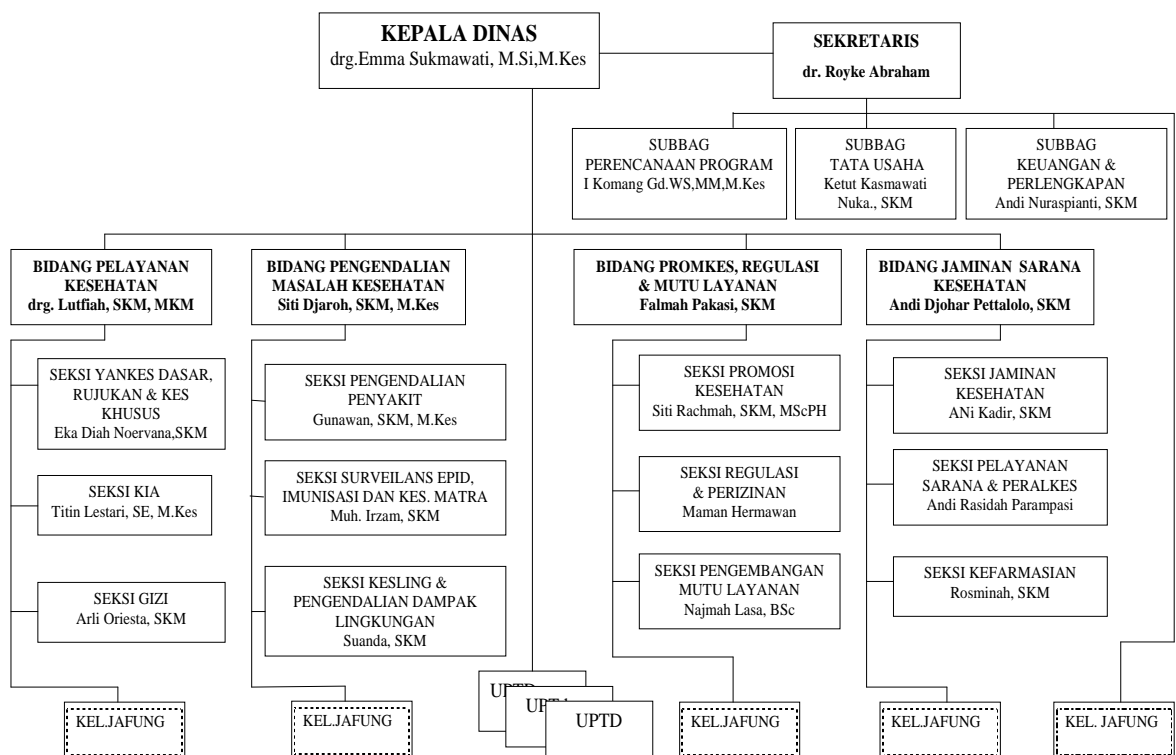 KEPALA DINAS
drg.Emma Sukmawati, M.Si,M.Kes
SEKRETARIS
dr. Royke Abraham
SUBBAG
PERENCANAAN PROGRAM
I Komang Gd.WS,MM,M.Kes
SUBBAG
TATA USAHA
Ketut Kasmawati
Nuka., SKM
SUBBAG
KEUANGAN &
PERLENGKAPAN
Andi Nuraspianti, SKM
BIDANG PELAYANAN
KESEHATAN
drg. Lutfiah, SKM, MKM
BIDANG PENGENDALIAN
MASALAH KESEHATAN
Siti Djaroh, SKM, M.Kes
BIDANG PROMKES, REGULASI
& MUTU LAYANAN
Falmah Pakasi, SKM
BIDANG JAMINAN SARANA
KESEHATAN
Andi Djohar Pettalolo, SKM
SEKSI YANKES DASAR,
RUJUKAN & KES
KHUSUS
Eka Diah Noervana,SKM
SEKSI KIA
Titin Lestari, SE, M.Kes
SEKSI GIZI
Arli Oriesta, SKM
SEKSI PENGENDALIAN
PENYAKIT
Gunawan, SKM, M.Kes
SEKSI SURVEILANS EPID,
IMUNISASI DAN KES. MATRA
Muh. Irzam, SKM
SEKSI KESLING &
PENGENDALIAN DAMPAK
LINGKUNGAN
Suanda, SKM
SEKSI PROMOSI
KESEHATAN
Siti Rachmah, SKM, MScPH
SEKSI REGULASI
& PERIZINAN
Maman Hermawan
SEKSI PENGEMBANGAN
MUTU LAYANAN
Najmah Lasa, BSc
SEKSI JAMINAN
KESEHATAN
ANi Kadir, SKM
SEKSI PELAYANAN
SARANA & PERALKES
Andi Rasidah Parampasi
SEKSI KEFARMASIAN
Rosminah, SKM
KEL.JAFUNG
KEL.JAFUNG
UPTD
KEL.JAFUNG
KEL.JAFUNG
KEL. JAFUNG